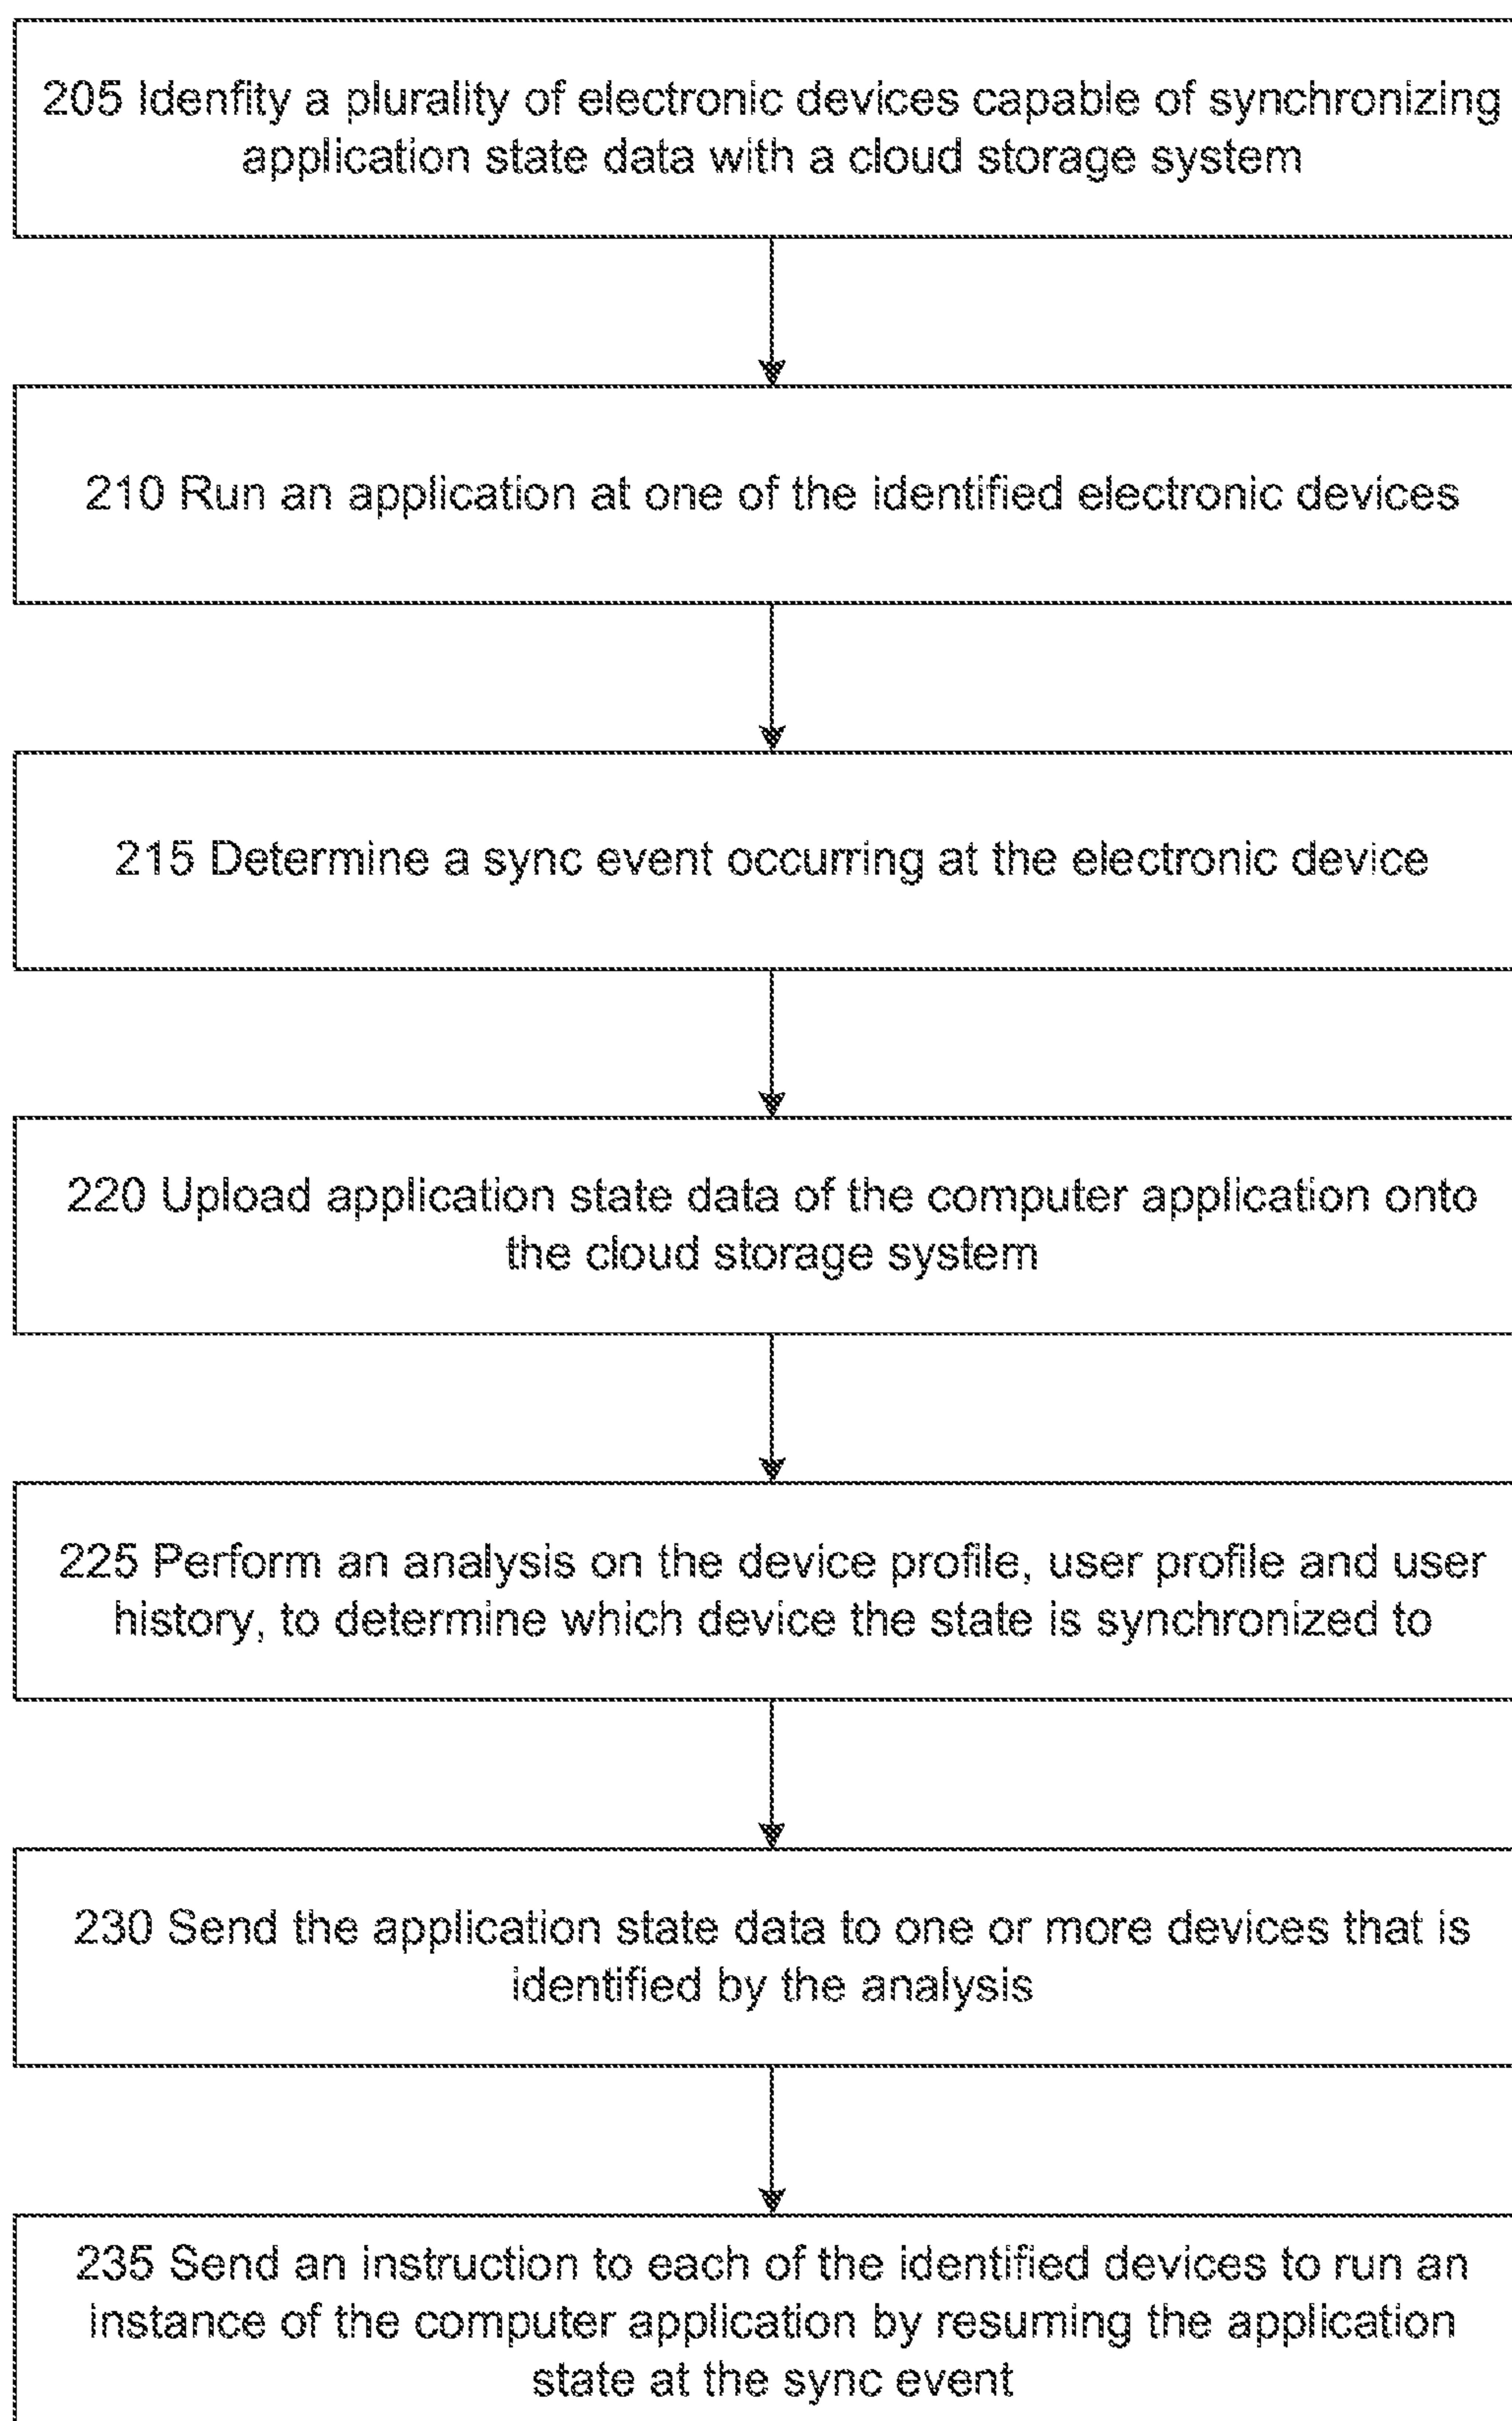 205 Idenfity a plurality of electronic devices capable of synchronizing
application state data with a cloud storage system
210 Run an application at one of the identified electronic devices
215 Determine a sync event occurring at the electronic device
220 Upload application state data of the computer application onto
the cloud storage system
225 Perform an analysis on the device profile, user profile and user
history, to determine which device the state is synchronized to
230 Send the application state data to one or more devices that is
identified by the analysis
235 Send an instruction to each of the identified devices to run an
instance of the computer application by resuming the application
state at the sync event